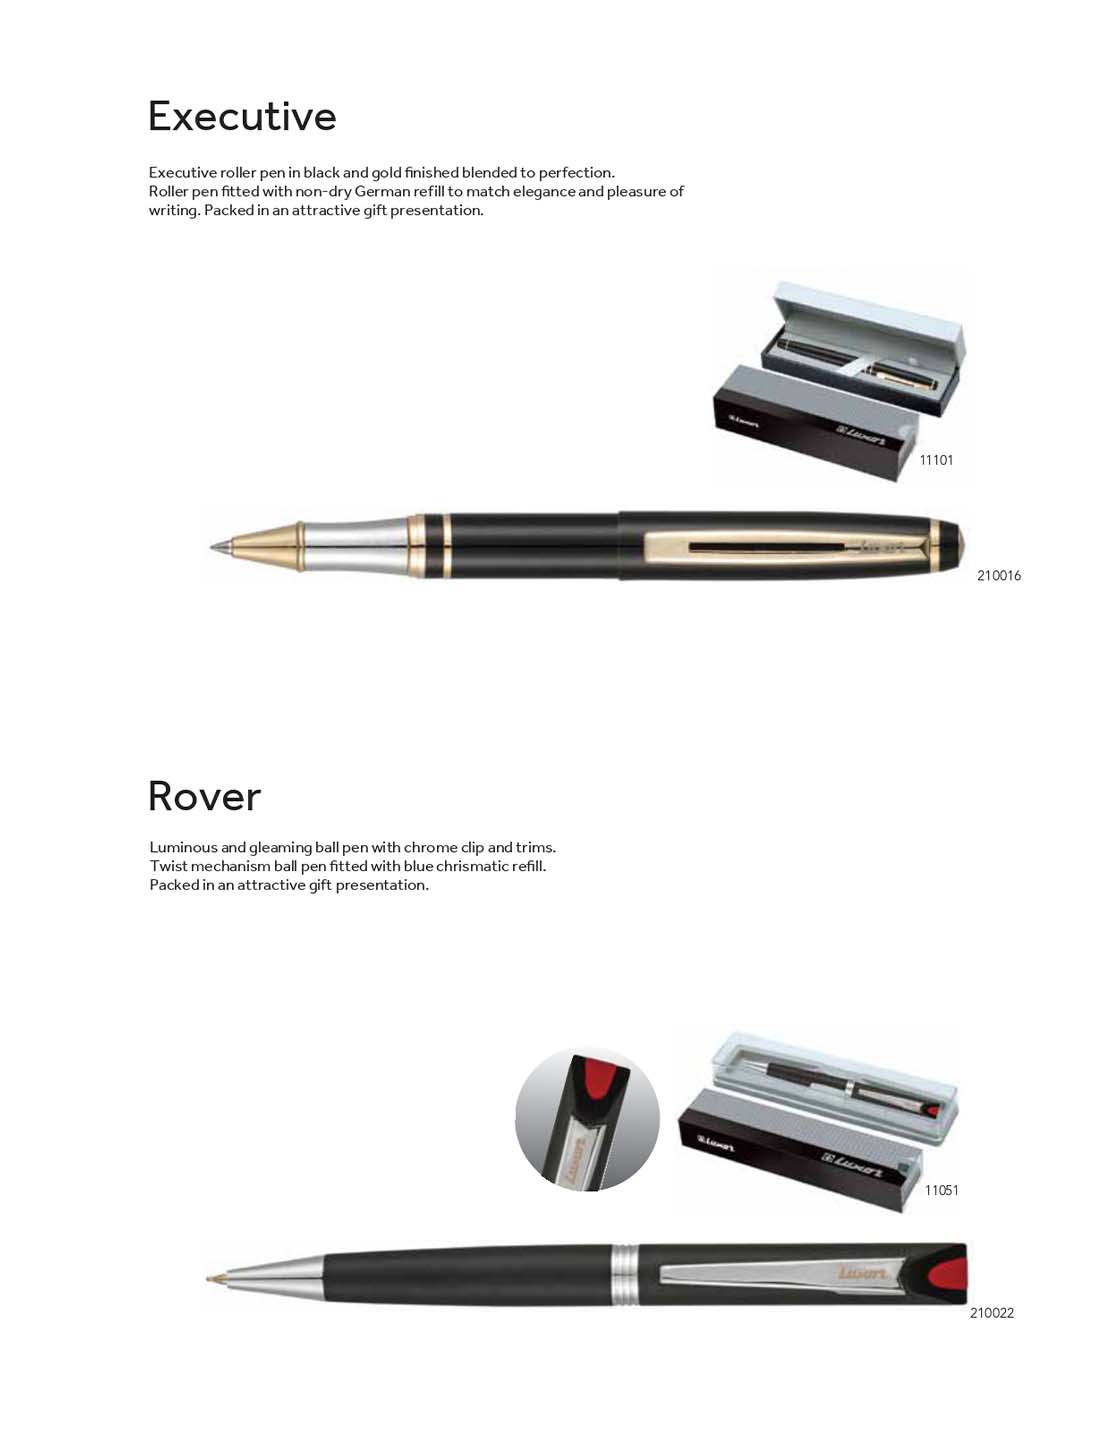 Executive
Executive roller pen in black and gold finished blended to perfection.
Roller pen fitted with non-dry German refill to match elegance and pleasure of
writing. Packed in an attractive gift presentation.
Luxor
Luxor
11101
Luxor
210016
Rover
Luminous and gleaming ball pen with chrome clip and trims.
Twist mechanism ball pen fitted with blue chrismatic refill.
Packed in an attractive gift presentation.
Luxor
Luxor
Luxor
11051
Luxor
210022